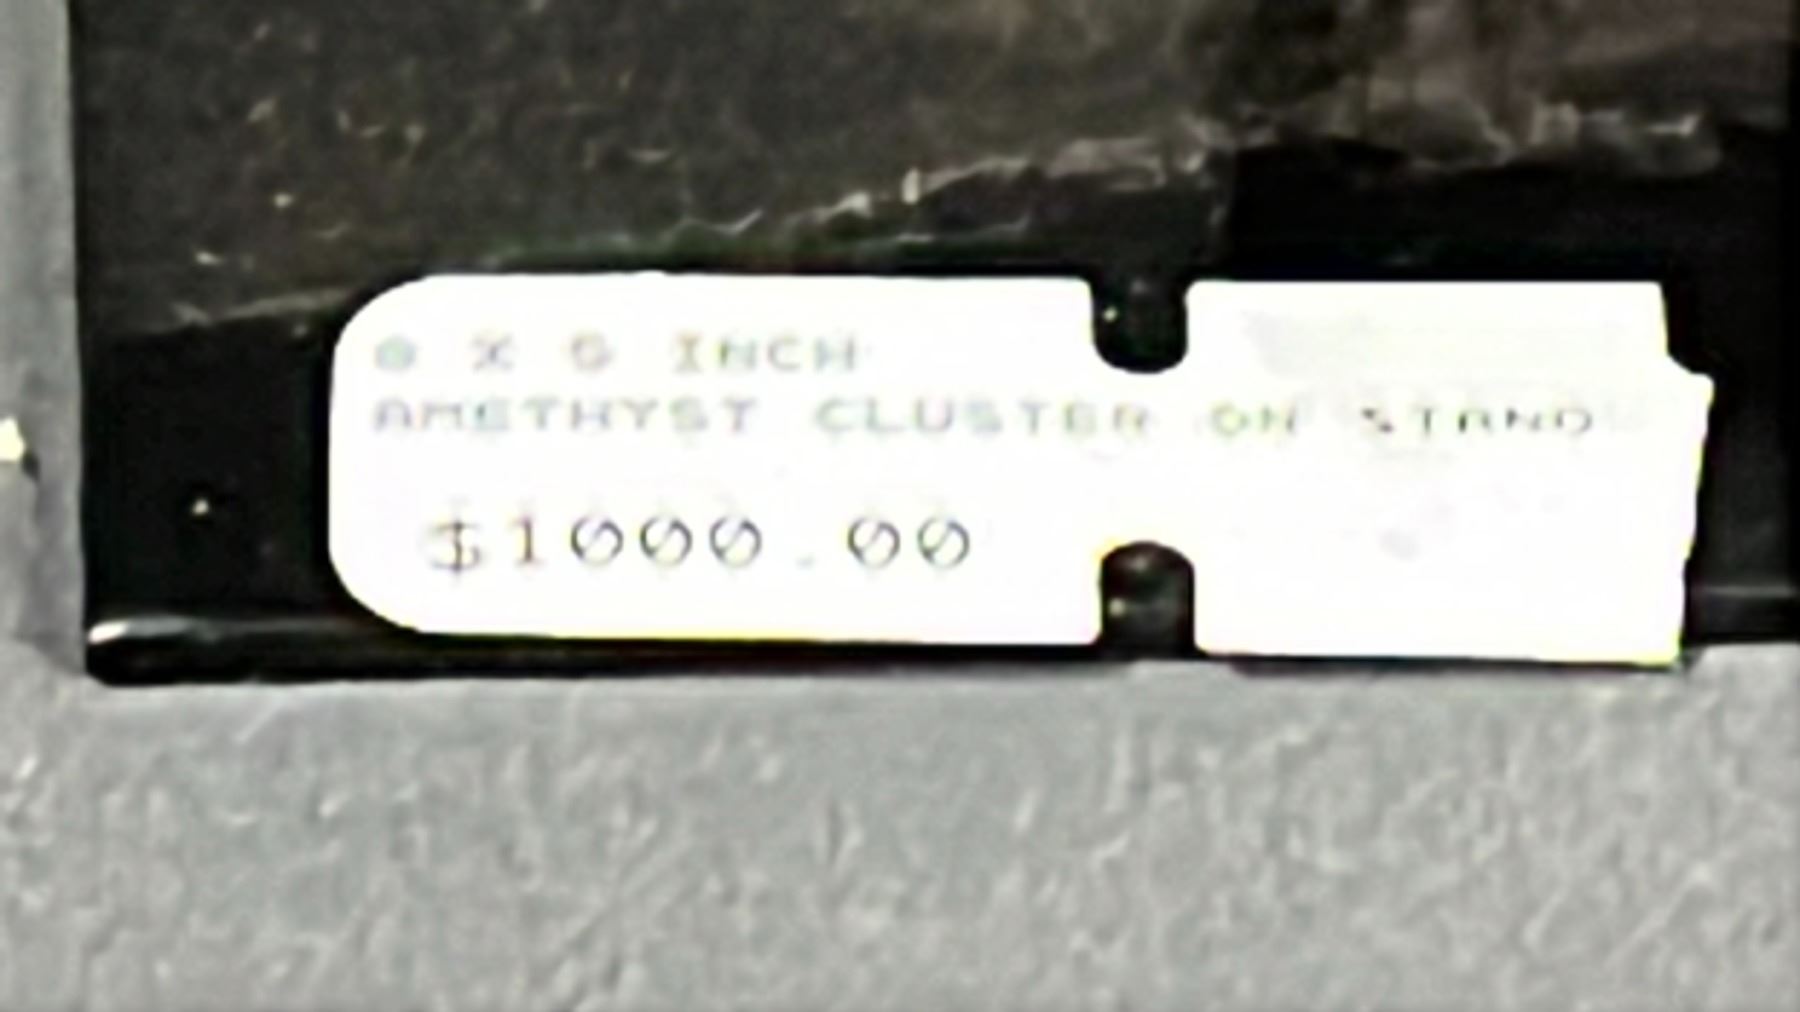 X INCH
AMETHYST CLUSTER ON STAND
$1000.00